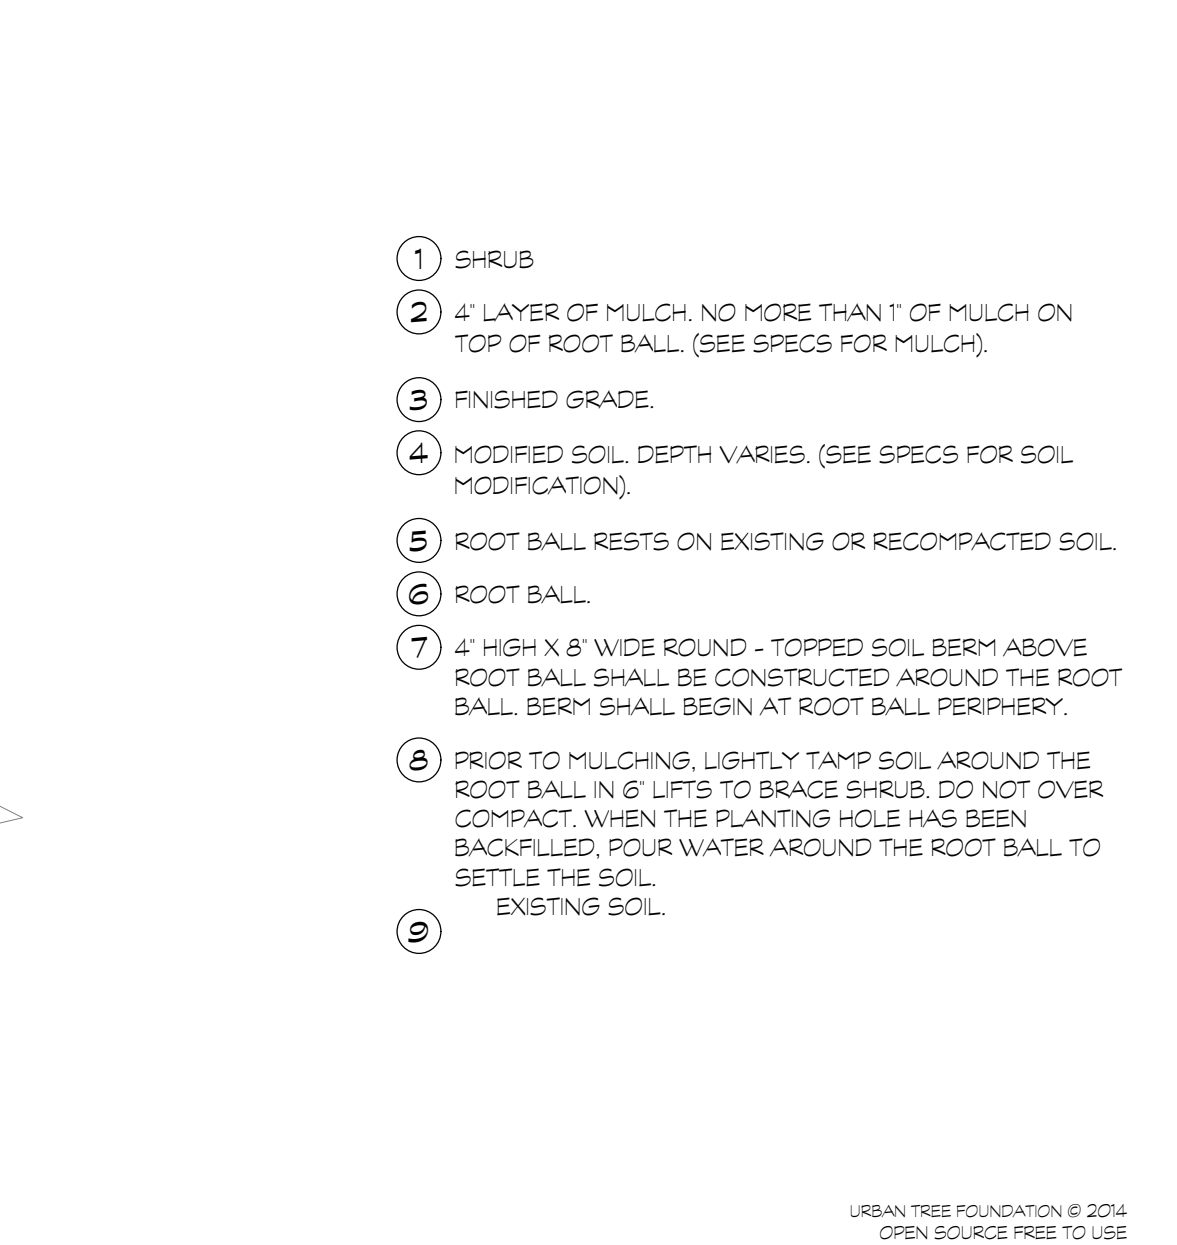 1 SHRUB
2 4" LAYER OF MULCH. NO MORE THAN 1" OF MULCH ON
TOP OF ROOT BALL. (SEE SPECS FOR MULCH).
3 FINISHED GRADE.
4 MODIFIED SOIL. DEPTH VARIES. (SEE SPECS FOR SOIL
MODIFICATION).
5 ROOT BALL RESTS ON EXISTING OR RECOMPACTED SOIL.
6 ROOT BALL.
7 4" HIGH X 8" WIDE ROUND - TOPPED SOIL BERM ABOVE
ROOT BALL SHALL BE CONSTRUCTED AROUND THE ROOT
BALL. BERM SHALL BEGIN AT ROOT BALL PERIPHERY.
8 PRIOR TO MULCHING, LIGHTLY TAMP SOIL AROUND THE
ROOT BALL IN 6" LIFTS TO BRACE SHRUB. DO NOT OVER
COMPACT. WHEN THE PLANTING HOLE HAS BEEN
BACKFILLED, POUR WATER AROUND THE ROOT BALL TO
SETTLE THE SOIL.
EXISTING SOIL.
9
URBAN TREE FOUNDATION © 2014
OPEN SOURCE FREE TO USE